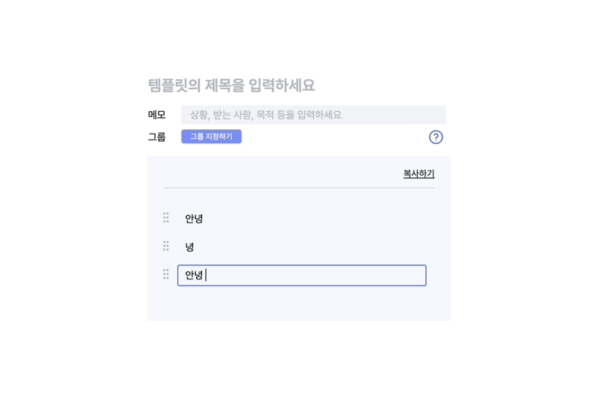 템플릿의 제목을 입력하세요
메모 상황, 받는 사람, 목적 등을 입력하세요
그룹 그룹 지정하기 ?
복사하기
안녕
녕
안녕